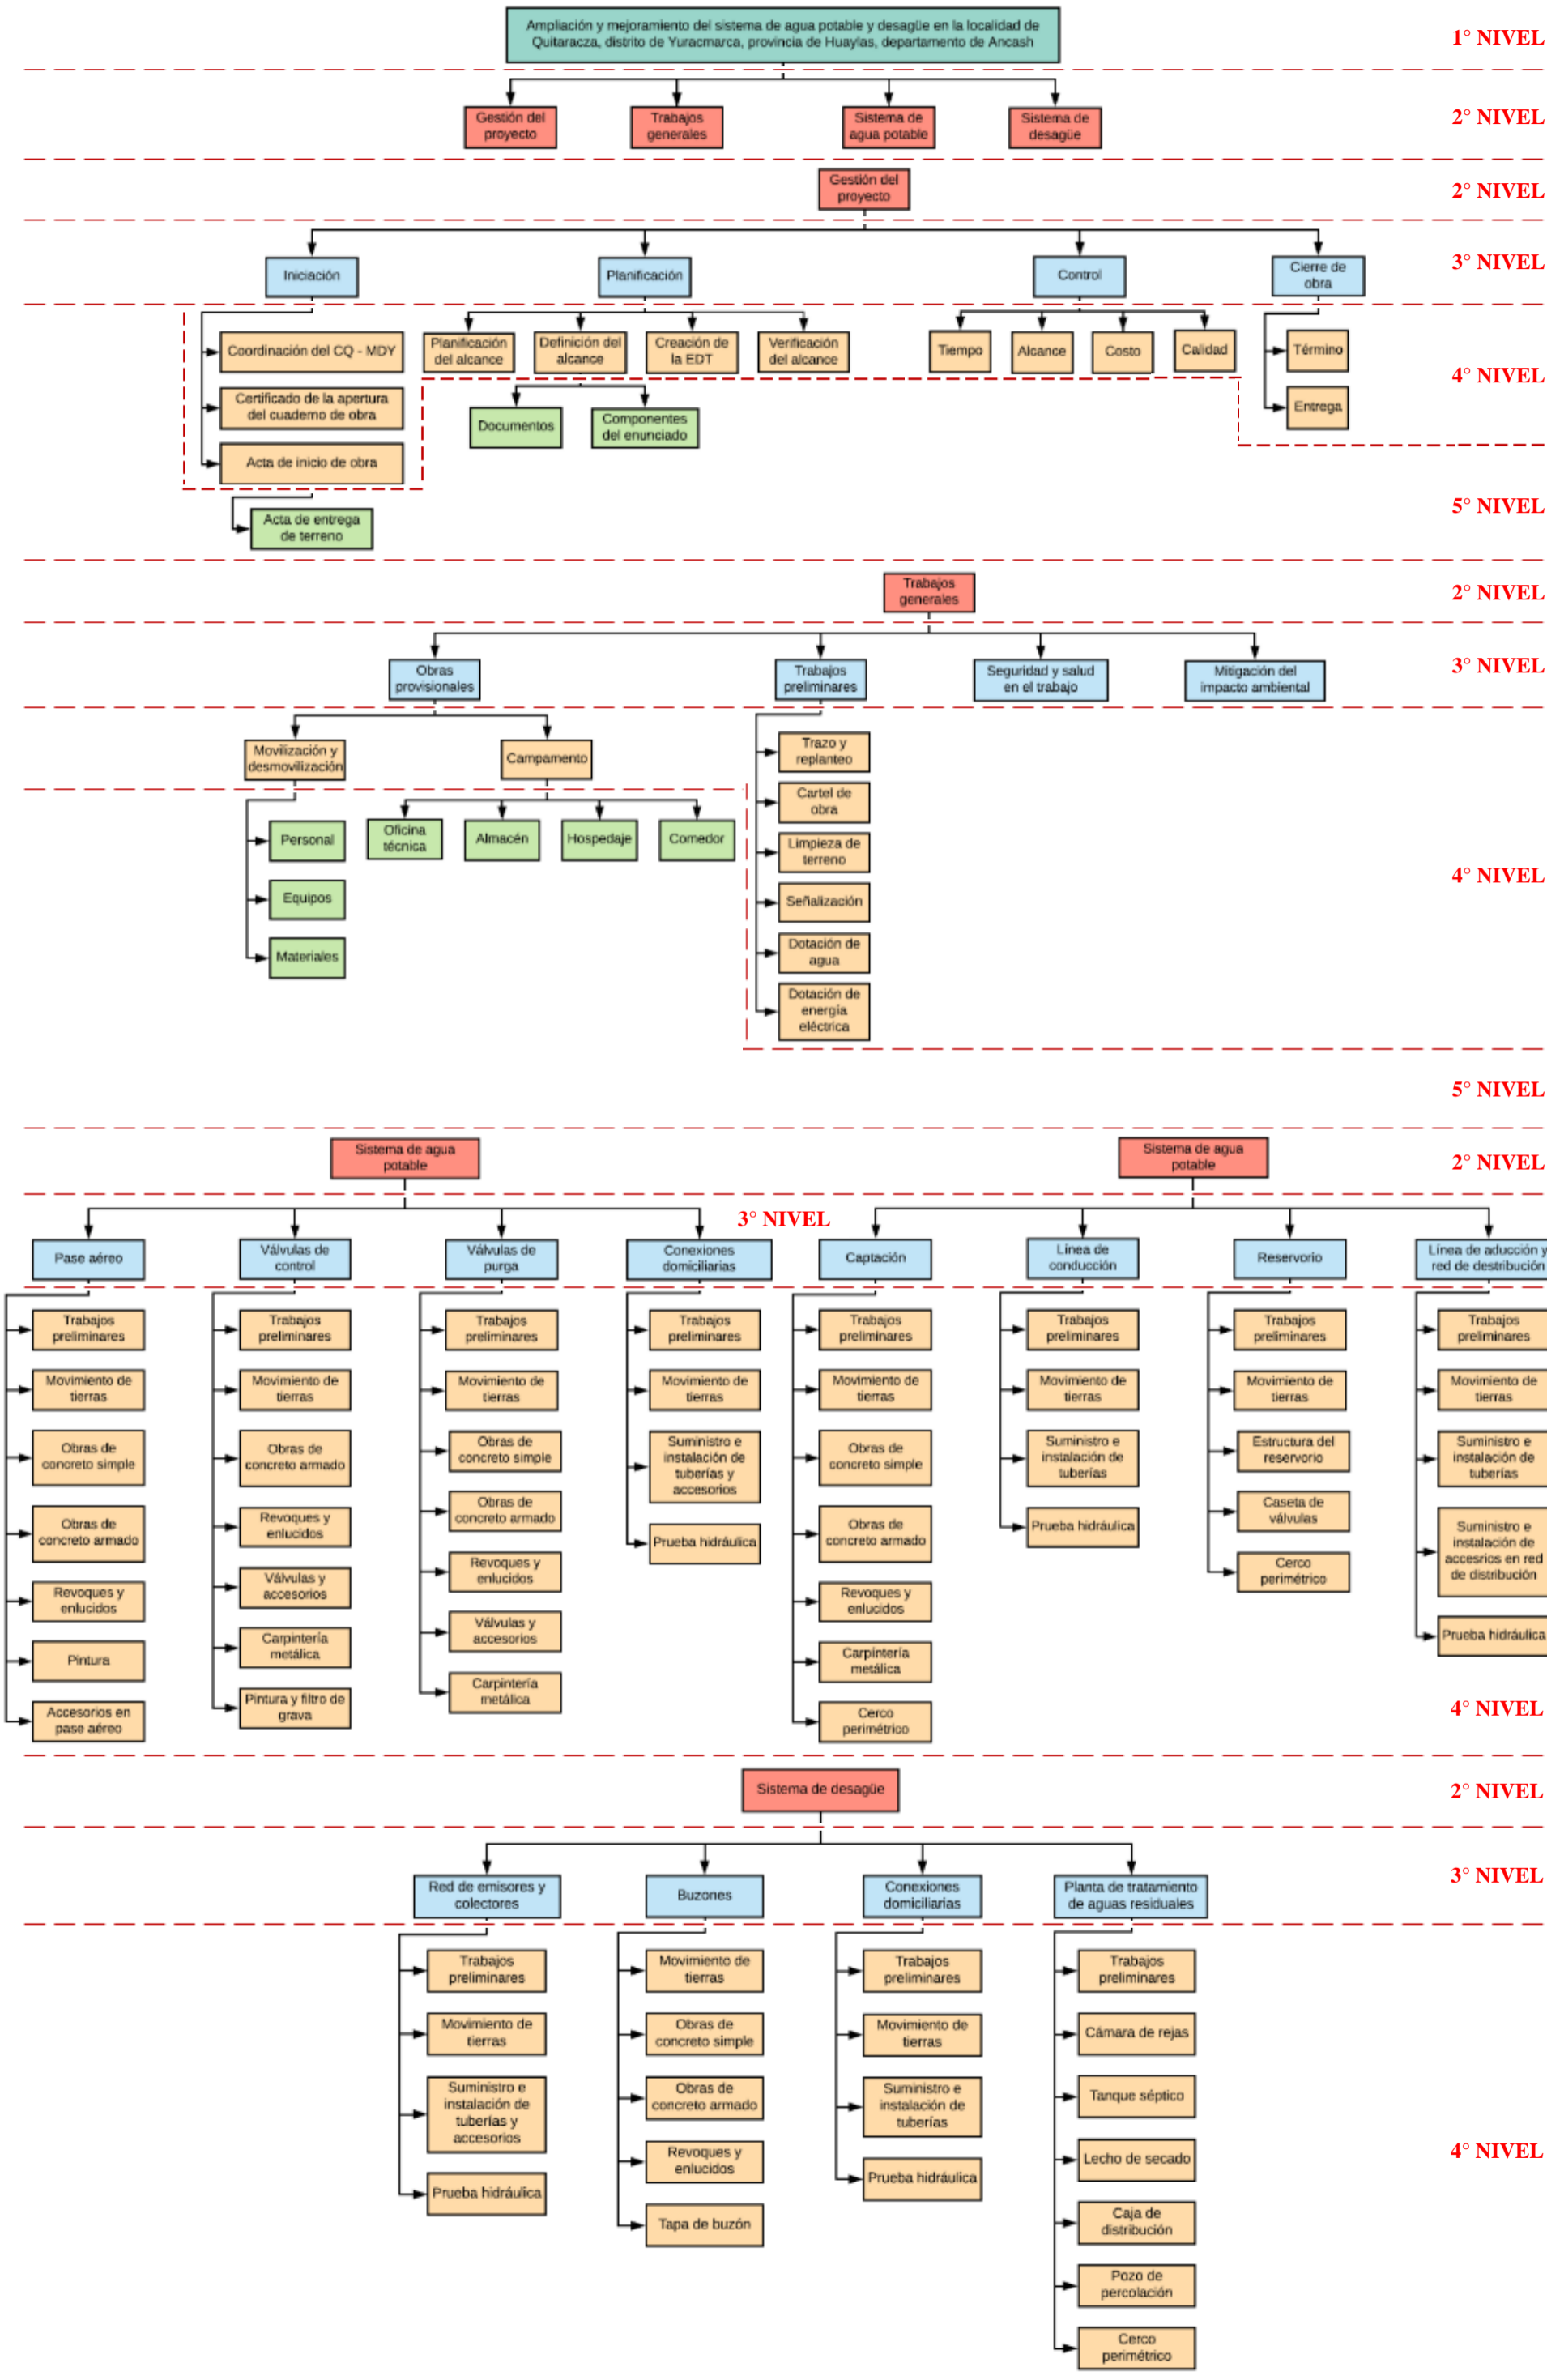 Ampliación y mejoramiento del sistema de agua potable y desagüe en la localidad de
Quitaracza, distrito de Yuracmarca, provincia de Huaylas, departamento de Ancash
1° NIVEL
Gestión del
proyecto
Trabajos
generales
Sistema de
agua potable
Sistema de
desagüe
2° NIVEL
Gestión del
proyecto
2° NIVEL
Iniciación
Planificación
Control
Cierre de
obra
3° NIVEL
Coordinación del CQ - MDY
Certificado de la apertura
del cuaderno de obra
Acta de inicio de obra
Planificación
del alcance
Definición del
alcance
Creación de
la EDT
Verificación
del alcance
Tiempo
Alcance
Costo
Calidad
Término
Entrega
4° NIVEL
Documentos
Componentes
del enunciado
Acta de entrega
de terreno
5° NIVEL
Trabajos
generales
2° NIVEL
Obras
provisionales
Trabajos
preliminares
Seguridad y salud
en el trabajo
Mitigación del
impacto ambiental
3° NIVEL
Movilización y
desmovilización
Campamento
Personal
Equipos
Materiales
Oficina
técnica
Almacén
Hospedaje
Comedor
Trazo y
replanteo
Cartel de
obra
Limpieza de
terreno
Señalización
Dotación de
agua
Dotación de
energía
eléctrica
4° NIVEL
5° NIVEL
Sistema de agua
potable
Sistema de agua
potable
2° NIVEL
3° NIVEL
Pase aéreo
Válvulas de
control
Válvulas de
purga
Conexiones
domiciliarias
Captación
Línea de
conducción
Reservorio
Línea de aducción y
red de destribución
Trabajos
preliminares
Movimiento de
tierras
Obras de
concreto simple
Obras de
concreto armado
Revoques y
enlucidos
Pintura
Accesorios en
pase aéreo
Trabajos
preliminares
Movimiento de
tierras
Obras de
concreto armado
Revoques y
enlucidos
Válvulas y
accesorios
Carpintería
metálica
Pintura y filtro de
grava
Trabajos
preliminares
Movimiento de
tierras
Obras de
concreto simple
Obras de
concreto armado
Revoques y
enlucidos
Válvulas y
accesorios
Carpintería
metálica
Trabajos
preliminares
Movimiento de
tierras
Suministro e
instalación de
tuberías y
accesorios
Prueba hidráulica
Trabajos
preliminares
Movimiento de
tierras
Obras de
concreto simple
Obras de
concreto armado
Revoques y
enlucidos
Carpintería
metálica
Cerco
perimétrico
Trabajos
preliminares
Movimiento de
tierras
Suministro e
instalación de
tuberías
Prueba hidráulica
Trabajos
preliminares
Movimiento de
tierras
Estructura del
reservorio
Caseta de
válvulas
Cerco
perimétrico
Trabajos
preliminares
Movimiento de
tierras
Suministro e
instalación de
tuberías
Suministro e
instalación de
accesrios en red
de distribución
Prueba hidráulica
4° NIVEL
Sistema de desagüe
2° NIVEL
Red de emisores y
colectores
Buzones
Conexiones
domiciliarias
Planta de tratamiento
de aguas residuales
3° NIVEL
Trabajos
preliminares
Movimiento de
tierras
Suministro e
instalación de
tuberías y
accesorios
Prueba hidráulica
Movimiento de
tierras
Obras de
concreto simple
Obras de
concreto armado
Revoques y
enlucidos
Tapa de buzón
Trabajos
preliminares
Movimiento de
tierras
Suministro e
instalación de
tuberías
Prueba hidráulica
Trabajos
preliminares
Cámara de rejas
Tanque séptico
Lecho de secado
Caja de
distribución
Pozo de
percolación
Cerco
perimétrico
4° NIVEL